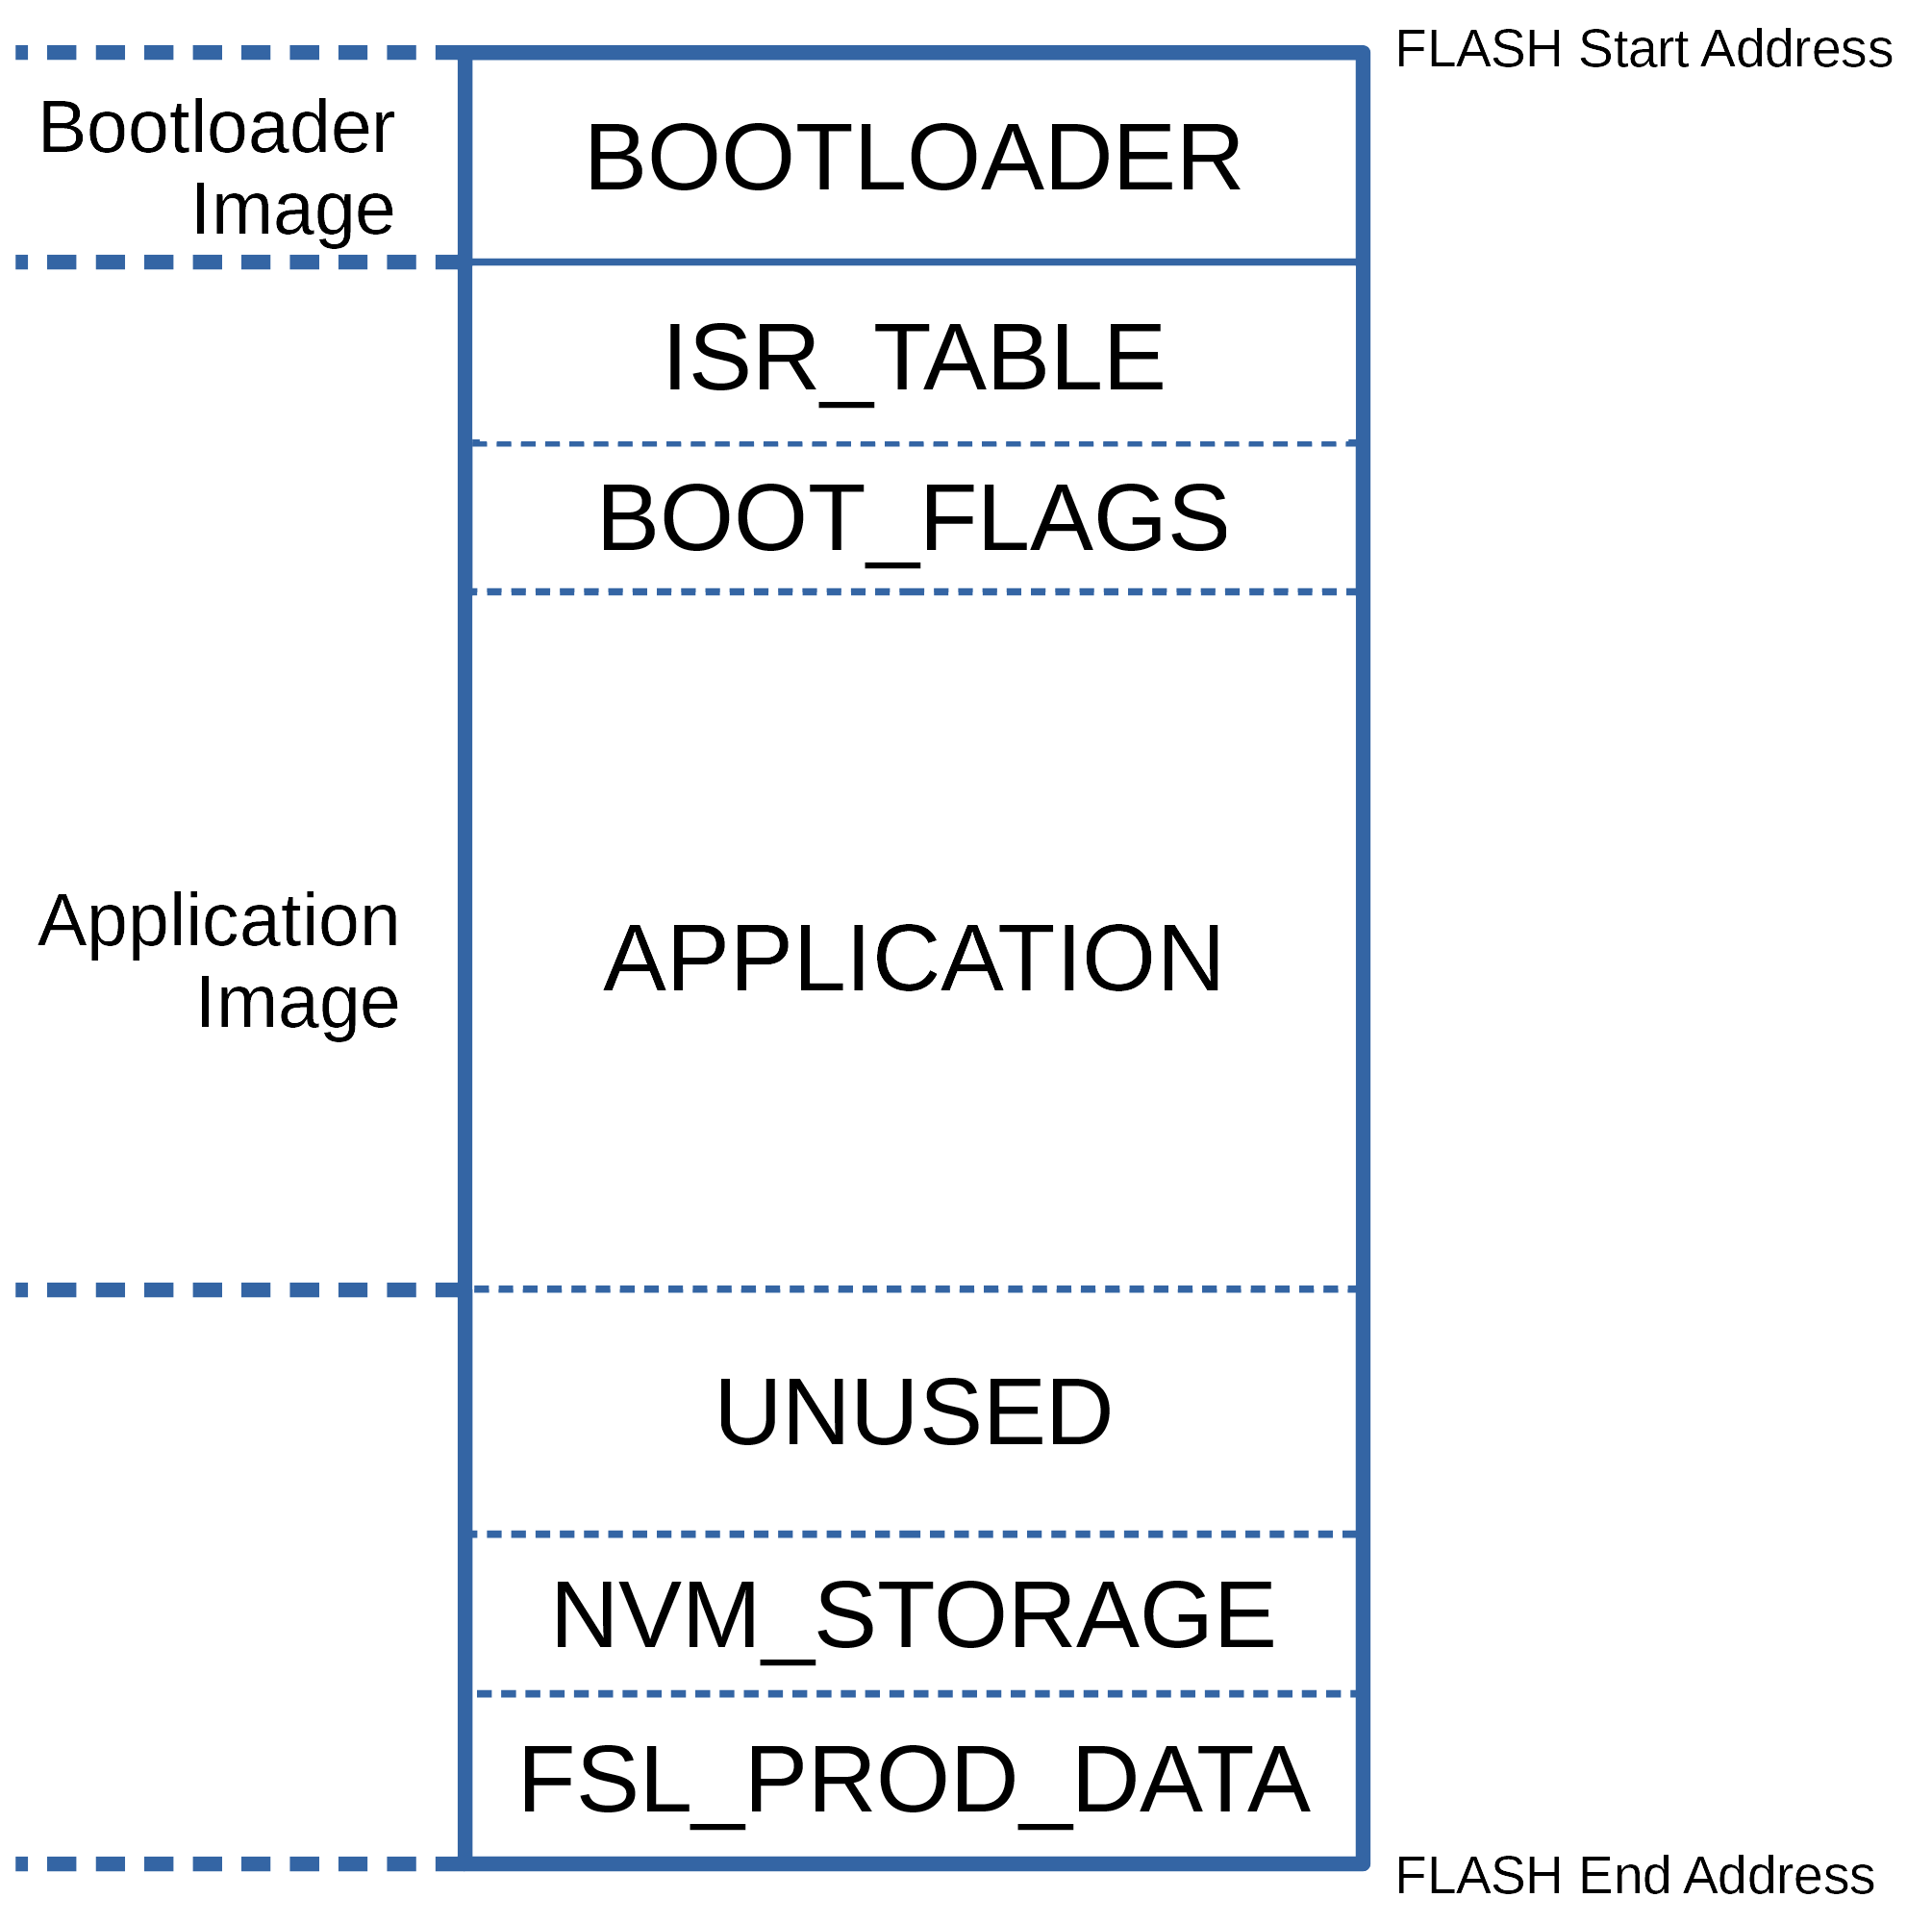 FLASH Start Address
Bootloader
Image
BOOTLOADER
ISR_TABLE
BOOT_FLAGS
Application
Image
APPLICATION
UNUSED
NVM_STORAGE
FSL_PROD_DATA
FLASH End Address